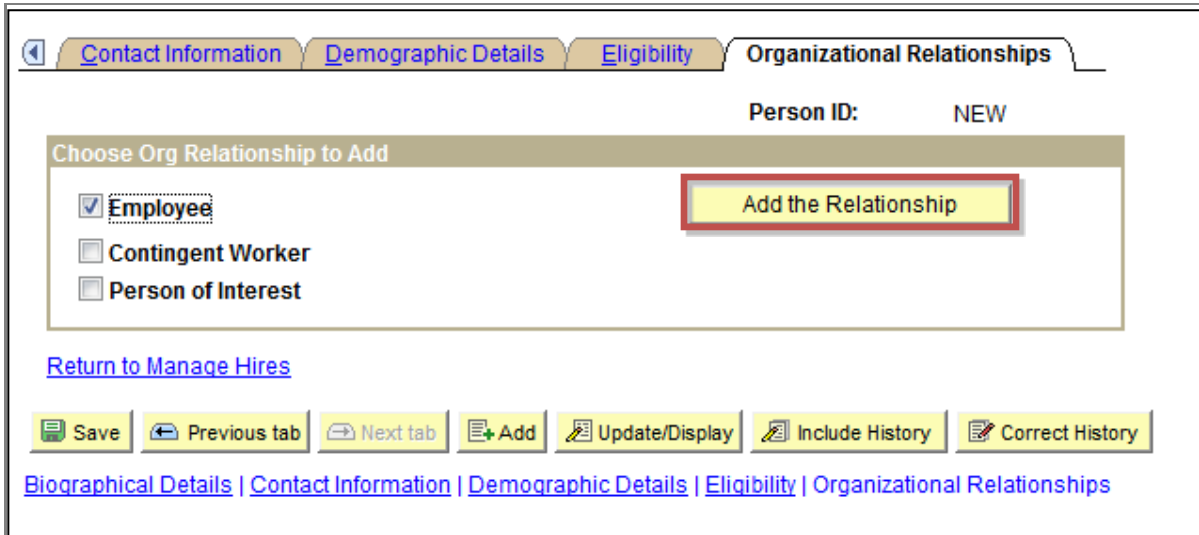 Contact Information Demographic Details Eligibility Organizational Relationships
Person ID: NEW
Choose Org Relationship to Add
Employee Add the Relationship
Contingent Worker
Person of Interest
Return to Manage Hires
Save Previous tab Next tab Add Update/Display Include History Correct History
Biographical Details | Contact Information | Demographic Details | Eligibility | Organizational Relationships